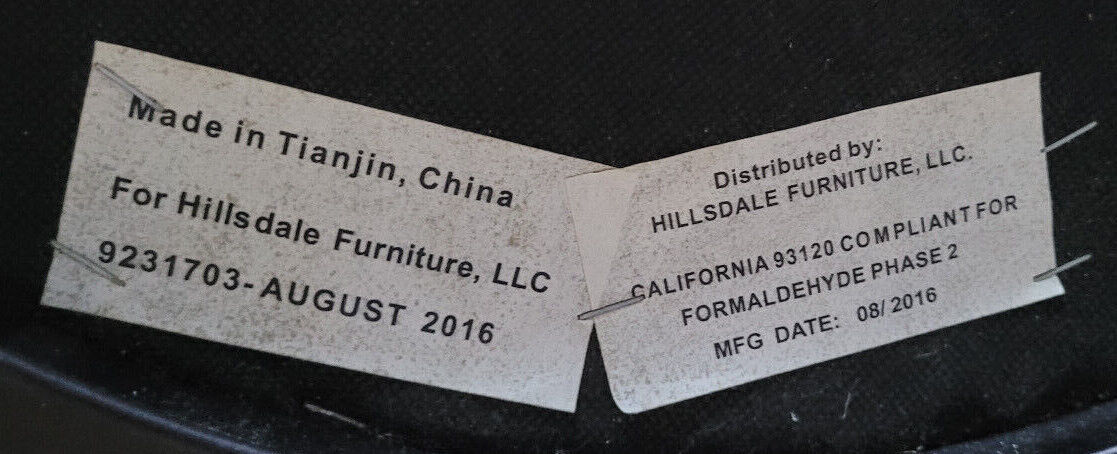 Made in Tianjin, China
For Hillsdale Furniture, LLC
9231703-AUGUST 2016
Distributed by:
HILLSDALE FURNITURE, LLC.
CALIFORNIA 93120 COMPLIANT FOR
FORMALDEHYDE PHASE 2
MFG DATE: 08/2016